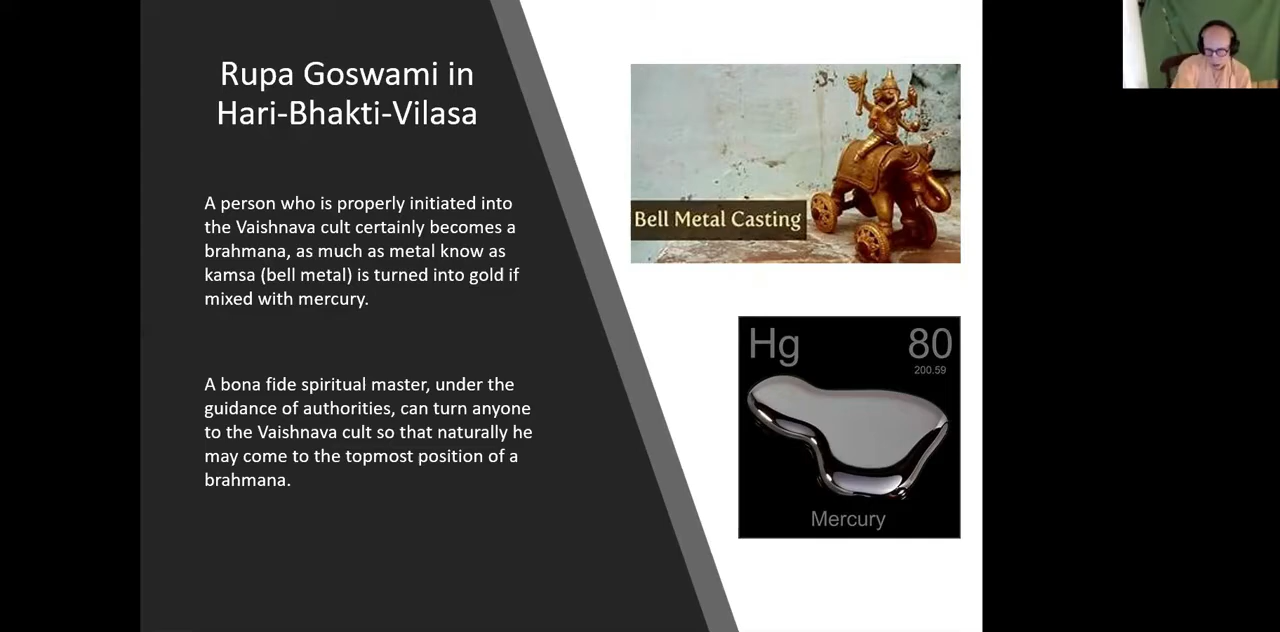 Rupa Goswami in
Hari-Bhakti-Vilasa
A person who is properly initiated into
the Vaishnava cult certainly becomes a
brahmana, as much as metal know as
kamsa (bell metal) is turned into gold if
mixed with mercury.
A bona fide spiritual master, under the
guidance of authorities, can turn anyone
to the Vaishnava cult so that naturally he
may come to the topmost position of a
brahmana.
Bell Metal Casting
Hg 80
200.59
Mercury